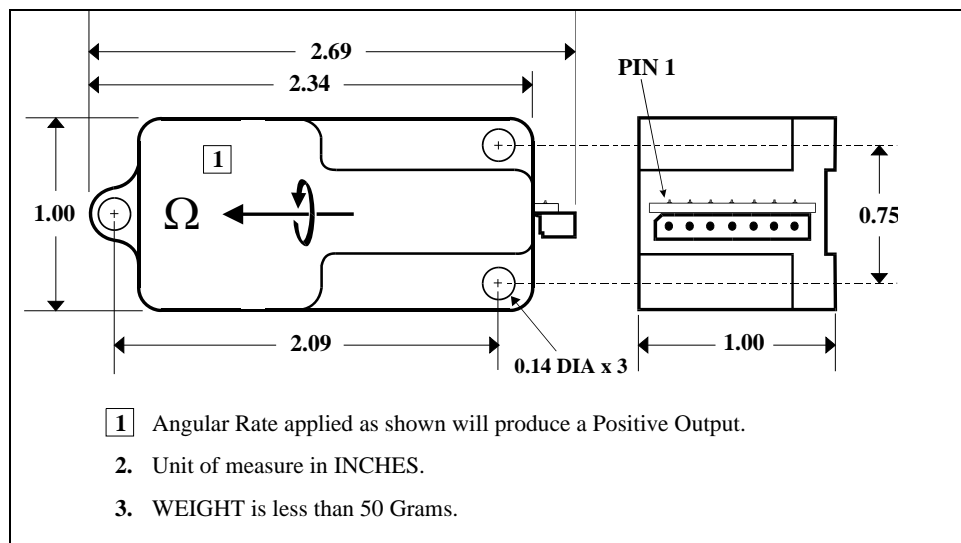 2.69
2.34
PIN 1
1
1.00
Ω
0.75
2.09
1.00
0.14 DIA x 3
1 Angular Rate applied as shown will produce a Positive Output.
2. Unit of measure in INCHES.
3. WEIGHT is less than 50 Grams.